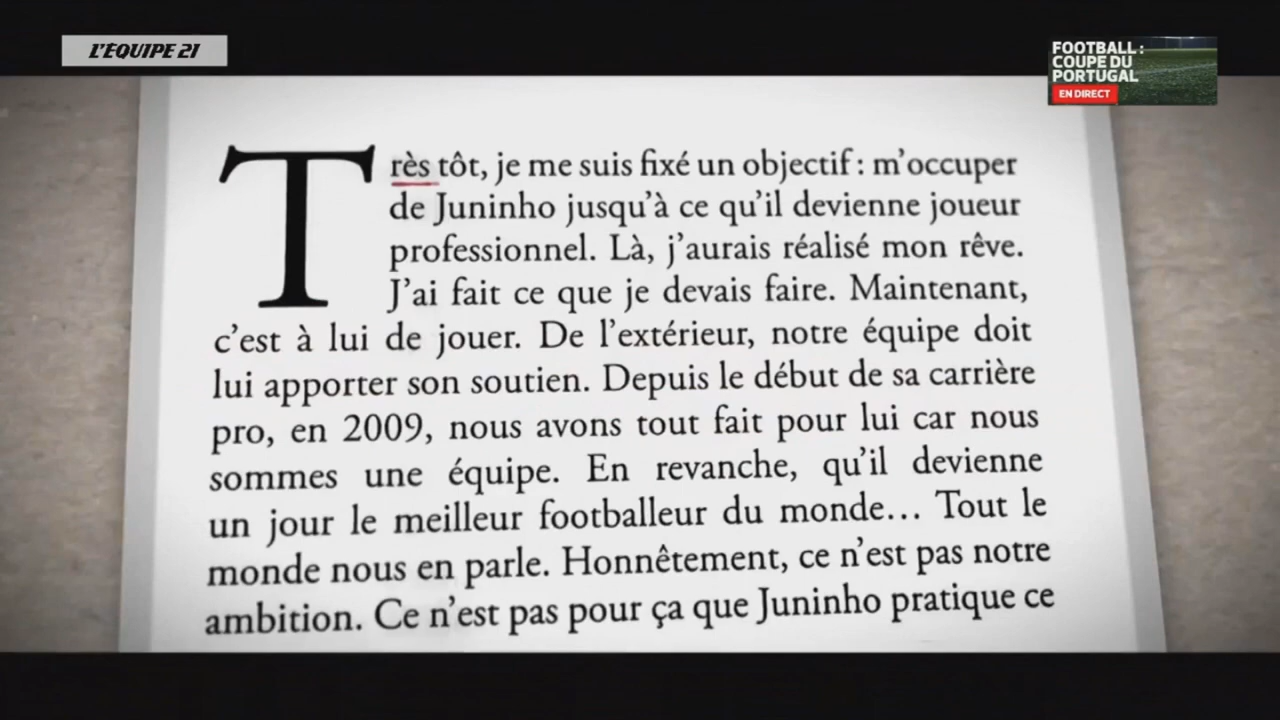 L'ÉQUIPE 21
FOOTBALL :
COUPE DU
PORTUGAL
EN DIRECT
Très tôt, je me suis fixé un objectif : m'occuper
de Juninho jusqu'à ce qu'il devienne joueur
professionnel. Là, j'aurais réalisé mon rêve.
J'ai fait ce que je devais faire. Maintenant,
c'est à lui de jouer. De l'extérieur, notre équipe doit
lui apporter son soutien. Depuis le début de sa carrière
pro, en 2009, nous avons tout fait pour lui car nous
sommes une équipe. En revanche, qu'il devienne
un jour le meilleur footballeur du monde… Tout le
monde nous en parle. Honnêtement, ce n'est pas notre
ambition. Ce n'est pas pour ça que Juninho pratique ce